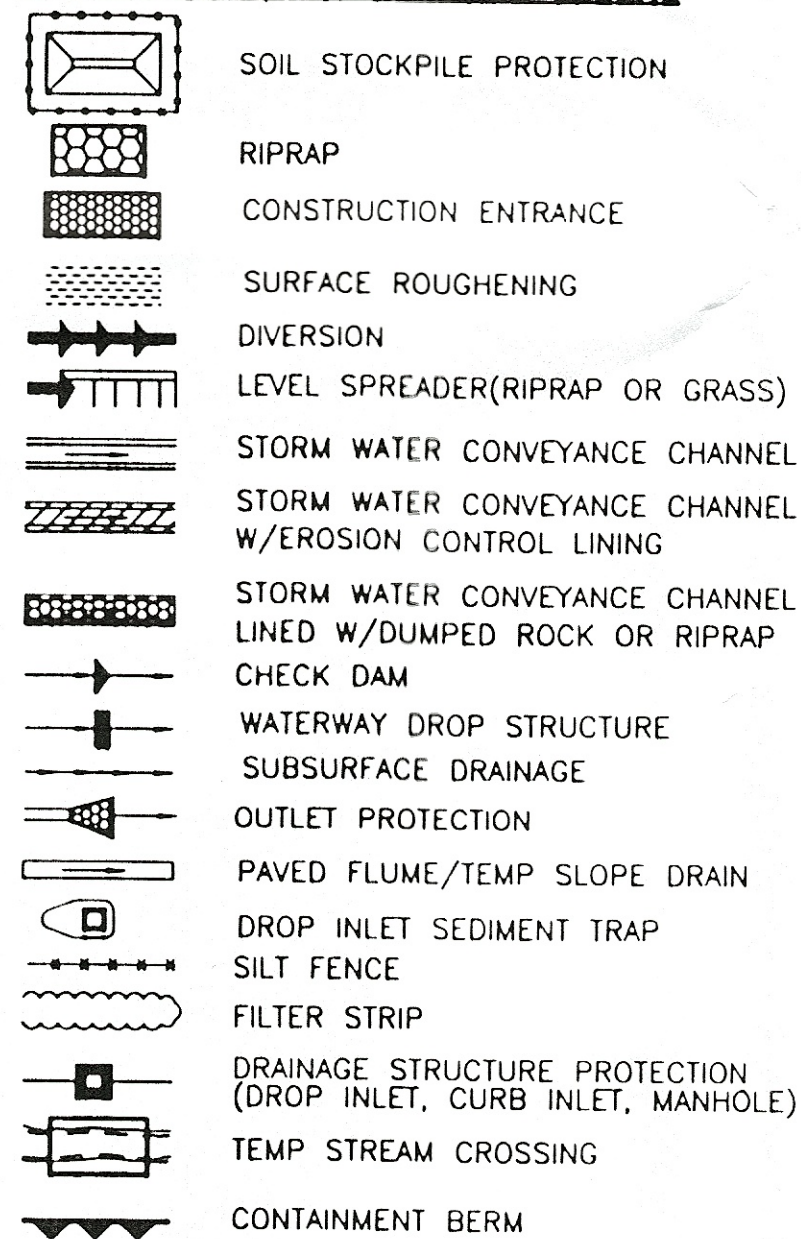 SOIL STOCKPILE PROTECTION
RIPRAP
CONSTRUCTION ENTRANCE
SURFACE ROUGHENING
DIVERSION
LEVEL SPREADER(RIPRAP OR GRASS)
STORM WATER CONVEYANCE CHANNEL
STORM WATER CONVEYANCE CHANNEL
W/EROSION CONTROL LINING
STORM WATER CONVEYANCE CHANNEL
LINED W/DUMPED ROCK OR RIPRAP
CHECK DAM
WATERWAY DROP STRUCTURE
SUBSURFACE DRAINAGE
OUTLET PROTECTION
PAVED FLUME/TEMP SLOPE DRAIN
DROP INLET SEDIMENT TRAP
SILT FENCE
FILTER STRIP
DRAINAGE STRUCTURE PROTECTION
(DROP INLET, CURB INLET, MANHOLE)
TEMP STREAM CROSSING
CONTAINMENT BERM